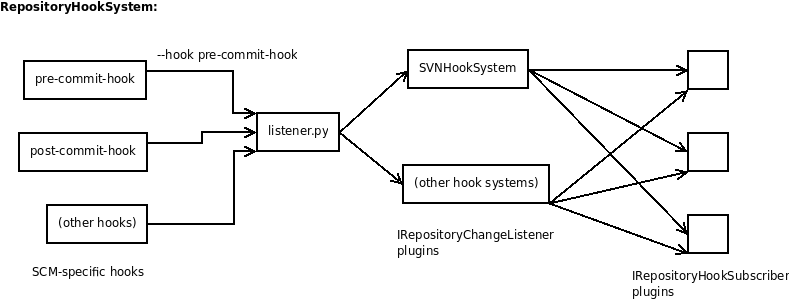 RepositoryHookSystem:
--hook pre-commit-hook
pre-commit-hook
SVNHookSystem
listener.py
post-commit-hook
(other hook systems)
(other hooks)
IRepositoryChangeListener
plugins
SCM-specific hooks
IRepositoryHookSubscriber
plugins